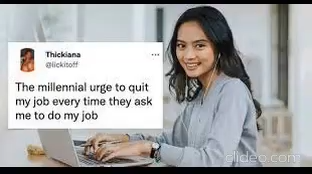 Thickiana
@lickitoff
The millennial urge to quit
my job every time they ask
me to do my job
clideo.com